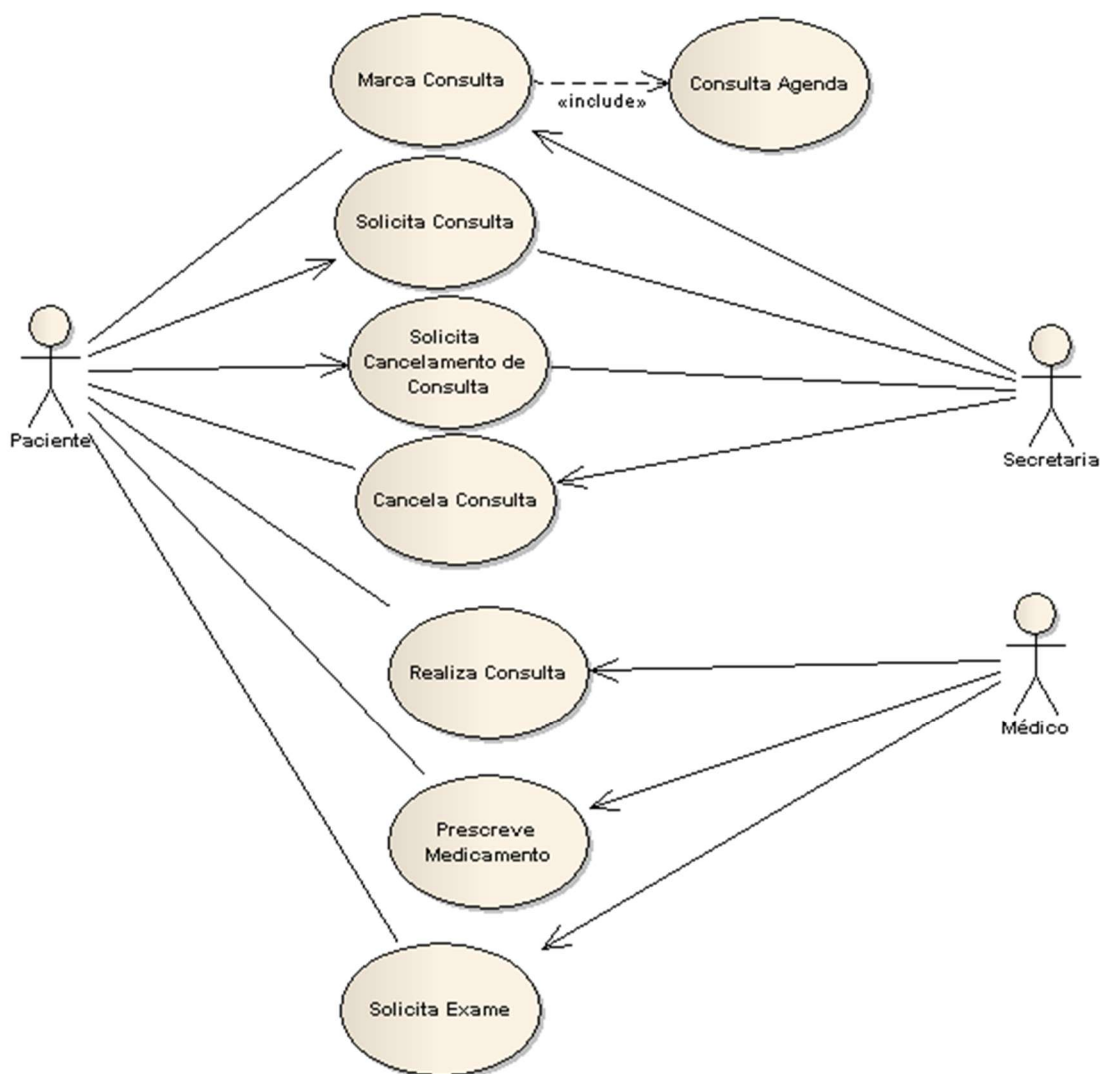 Marca Consulta
«include»
Consulta Agenda
Solicita Consulta
Solicita
Cancelamento de
Consulta
Paciente
Secretaria
Cancela Consulta
Realiza Consulta
Médico
Prescreve
Medicamento
Solicita Exame